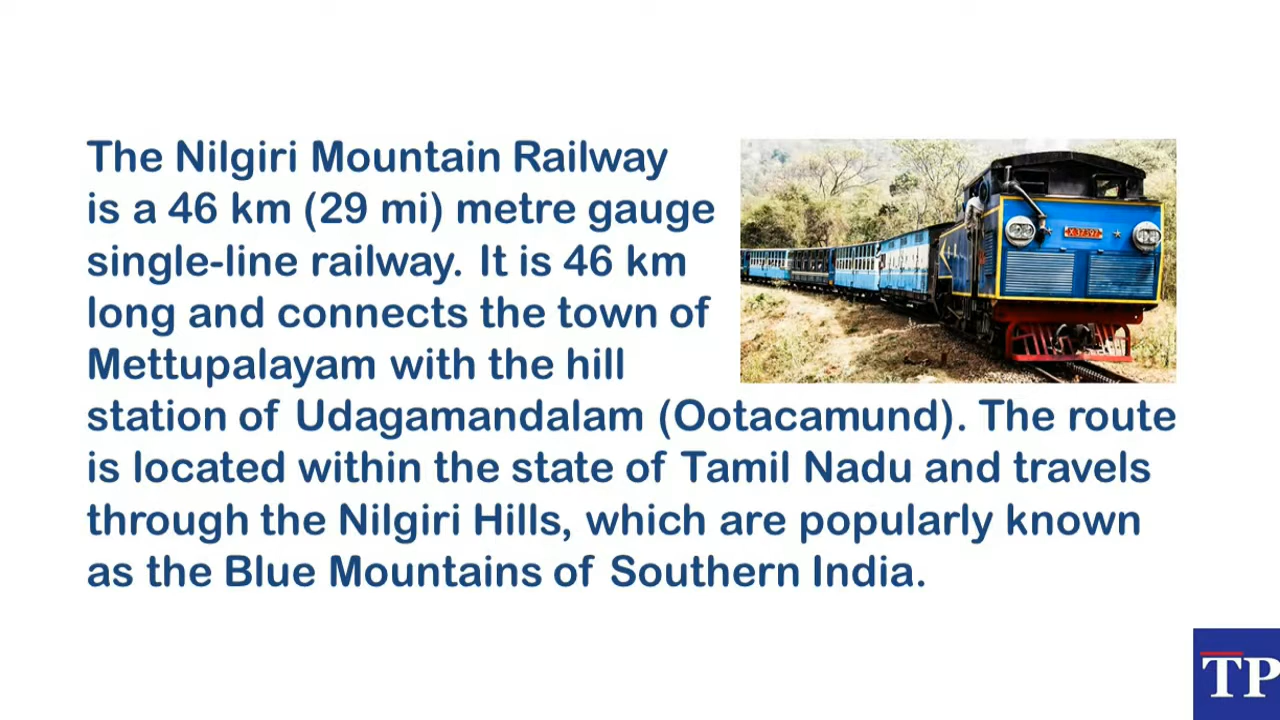 The Nilgiri Mountain Railway
is a 46 km (29 mi) metre gauge
single-line railway. It is 46 km
long and connects the town of
Mettupalayam with the hill
station of Udagamandalam (Ootacamund). The route
is located within the state of Tamil Nadu and travels
through the Nilgiri Hills, which are popularly known
as the Blue Mountains of Southern India.
TP